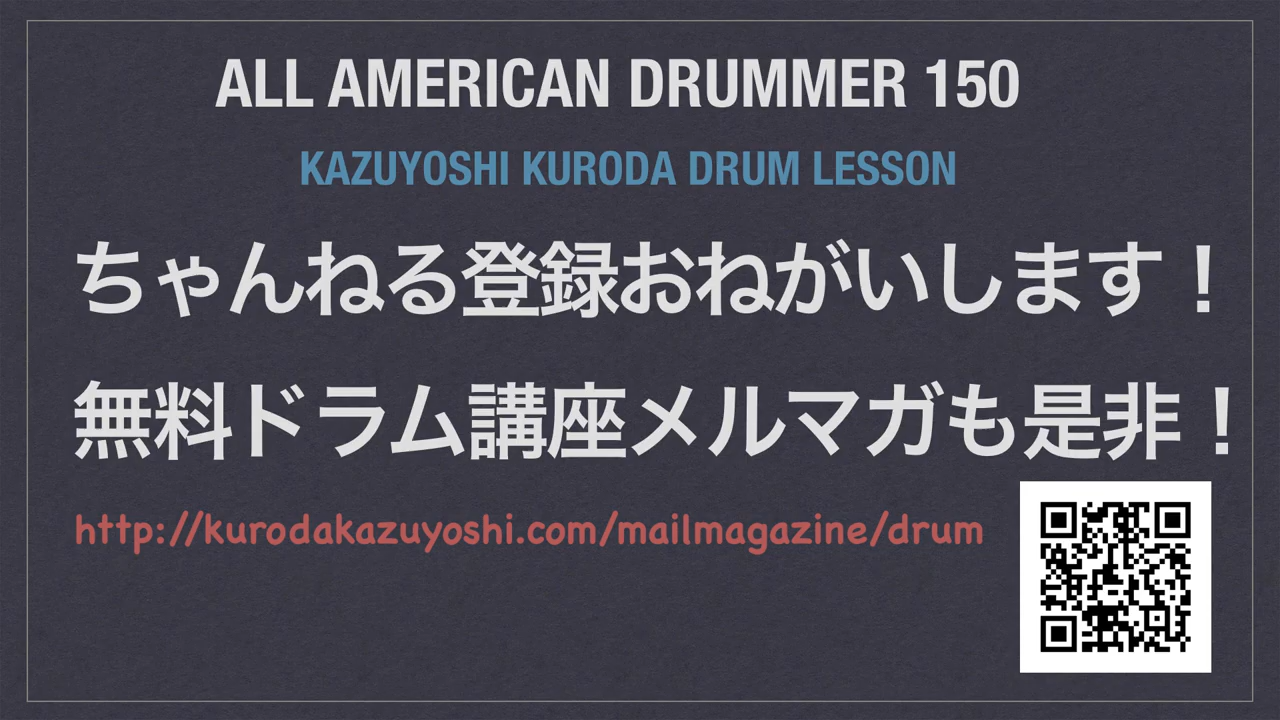 ALL AMERICAN DRUMMER 150
KAZUYOSHI KURODA DRUM LESSON
ちゃんねる登録おねがいします！
無料ドラム講座メルマガも是非！
http://kurodakazuyoshi.com/mailmagazine/drum